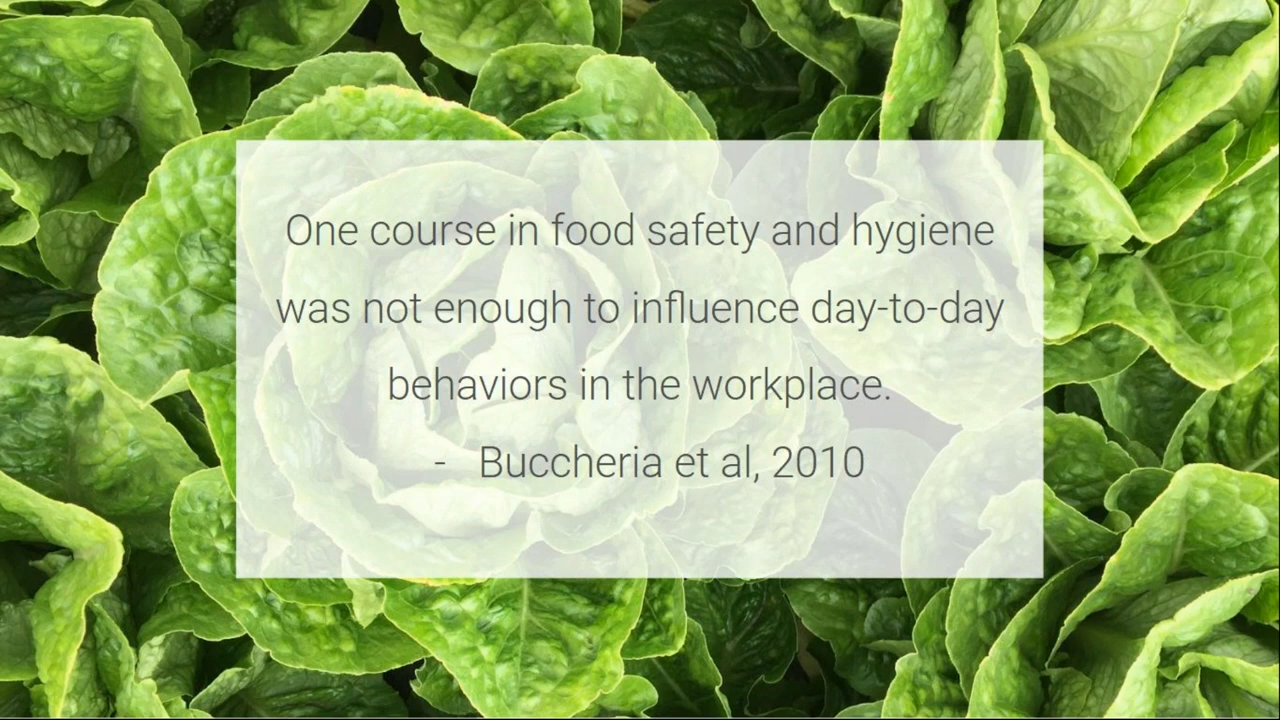 One course in food safety and hygiene
was not enough to influence day-to-day
behaviors in the workplace.
- Buccheria et al, 2010